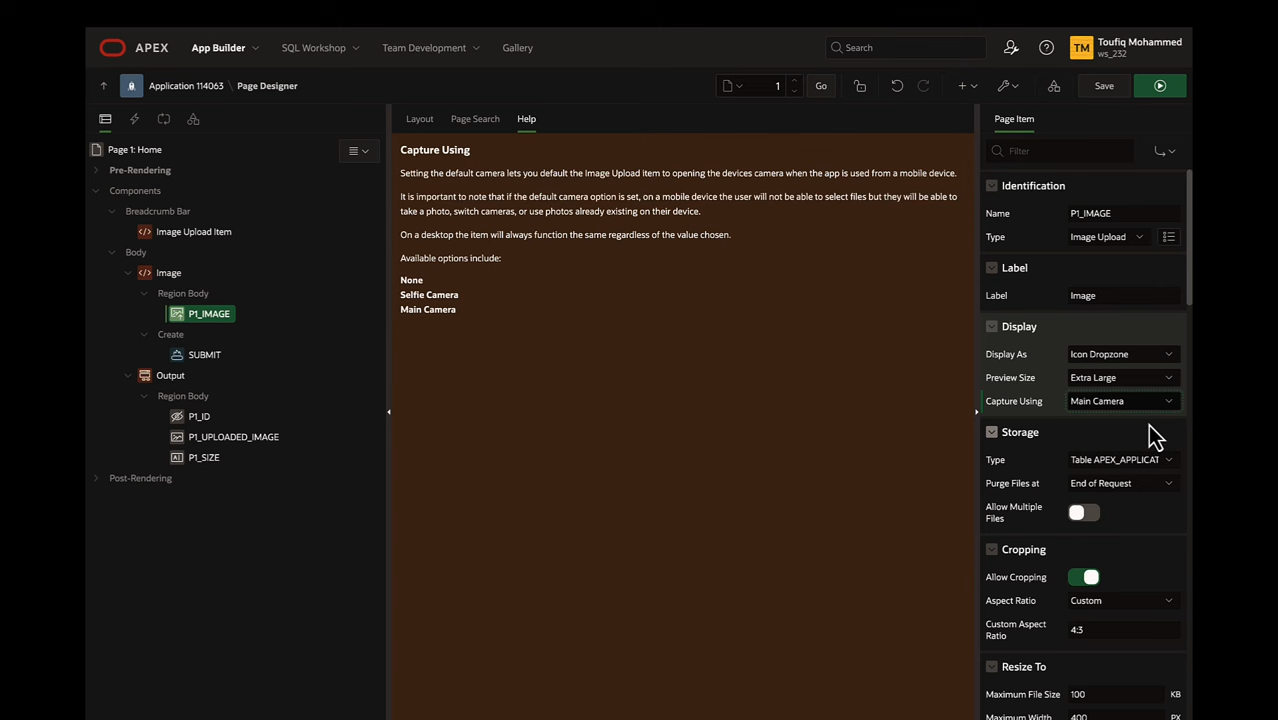 APEX
App Builder
SQL Workshop
Team Development
Gallery
Search
TM
Toufiq Mohammed
ws_232
Application 114063 \ Page Designer
1
Go
Save
Page 1: Home
Pre-Rendering
Components
Breadcrumb Bar
Image Upload Item
Body
Image
Region Body
P1_IMAGE
Create
SUBMIT
Output
Region Body
P1_ID
P1_UPLOADED_IMAGE
P1_SIZE
Post-Rendering
Layout
Page Search
Help
Capture Using
Setting the default camera lets you default the Image Upload item to opening the devices camera when the app is used from a mobile device.
It is important to note that if the default camera option is set, on a mobile device the user will not be able to select files but they will be able to
take a photo, switch cameras, or use photos already existing on their device.
On a desktop the item will always function the same regardless of the value chosen.
Available options include:
None
Selfie Camera
Main Camera
Page Item
Filter
Identification
Name P1_IMAGE
Type Image Upload
Label
Label Image
Display
Display As Icon Dropzone
Preview Size Extra Large
Capture Using Main Camera
Storage
Type Table APEX_APPLICAT
Purge Files at End of Request
Allow Multiple
Files
Cropping
Allow Cropping
Aspect Ratio Custom
Custom Aspect
Ratio
4:3
Resize To
Maximum File Size 100 KB
Maximum Width 400 PX